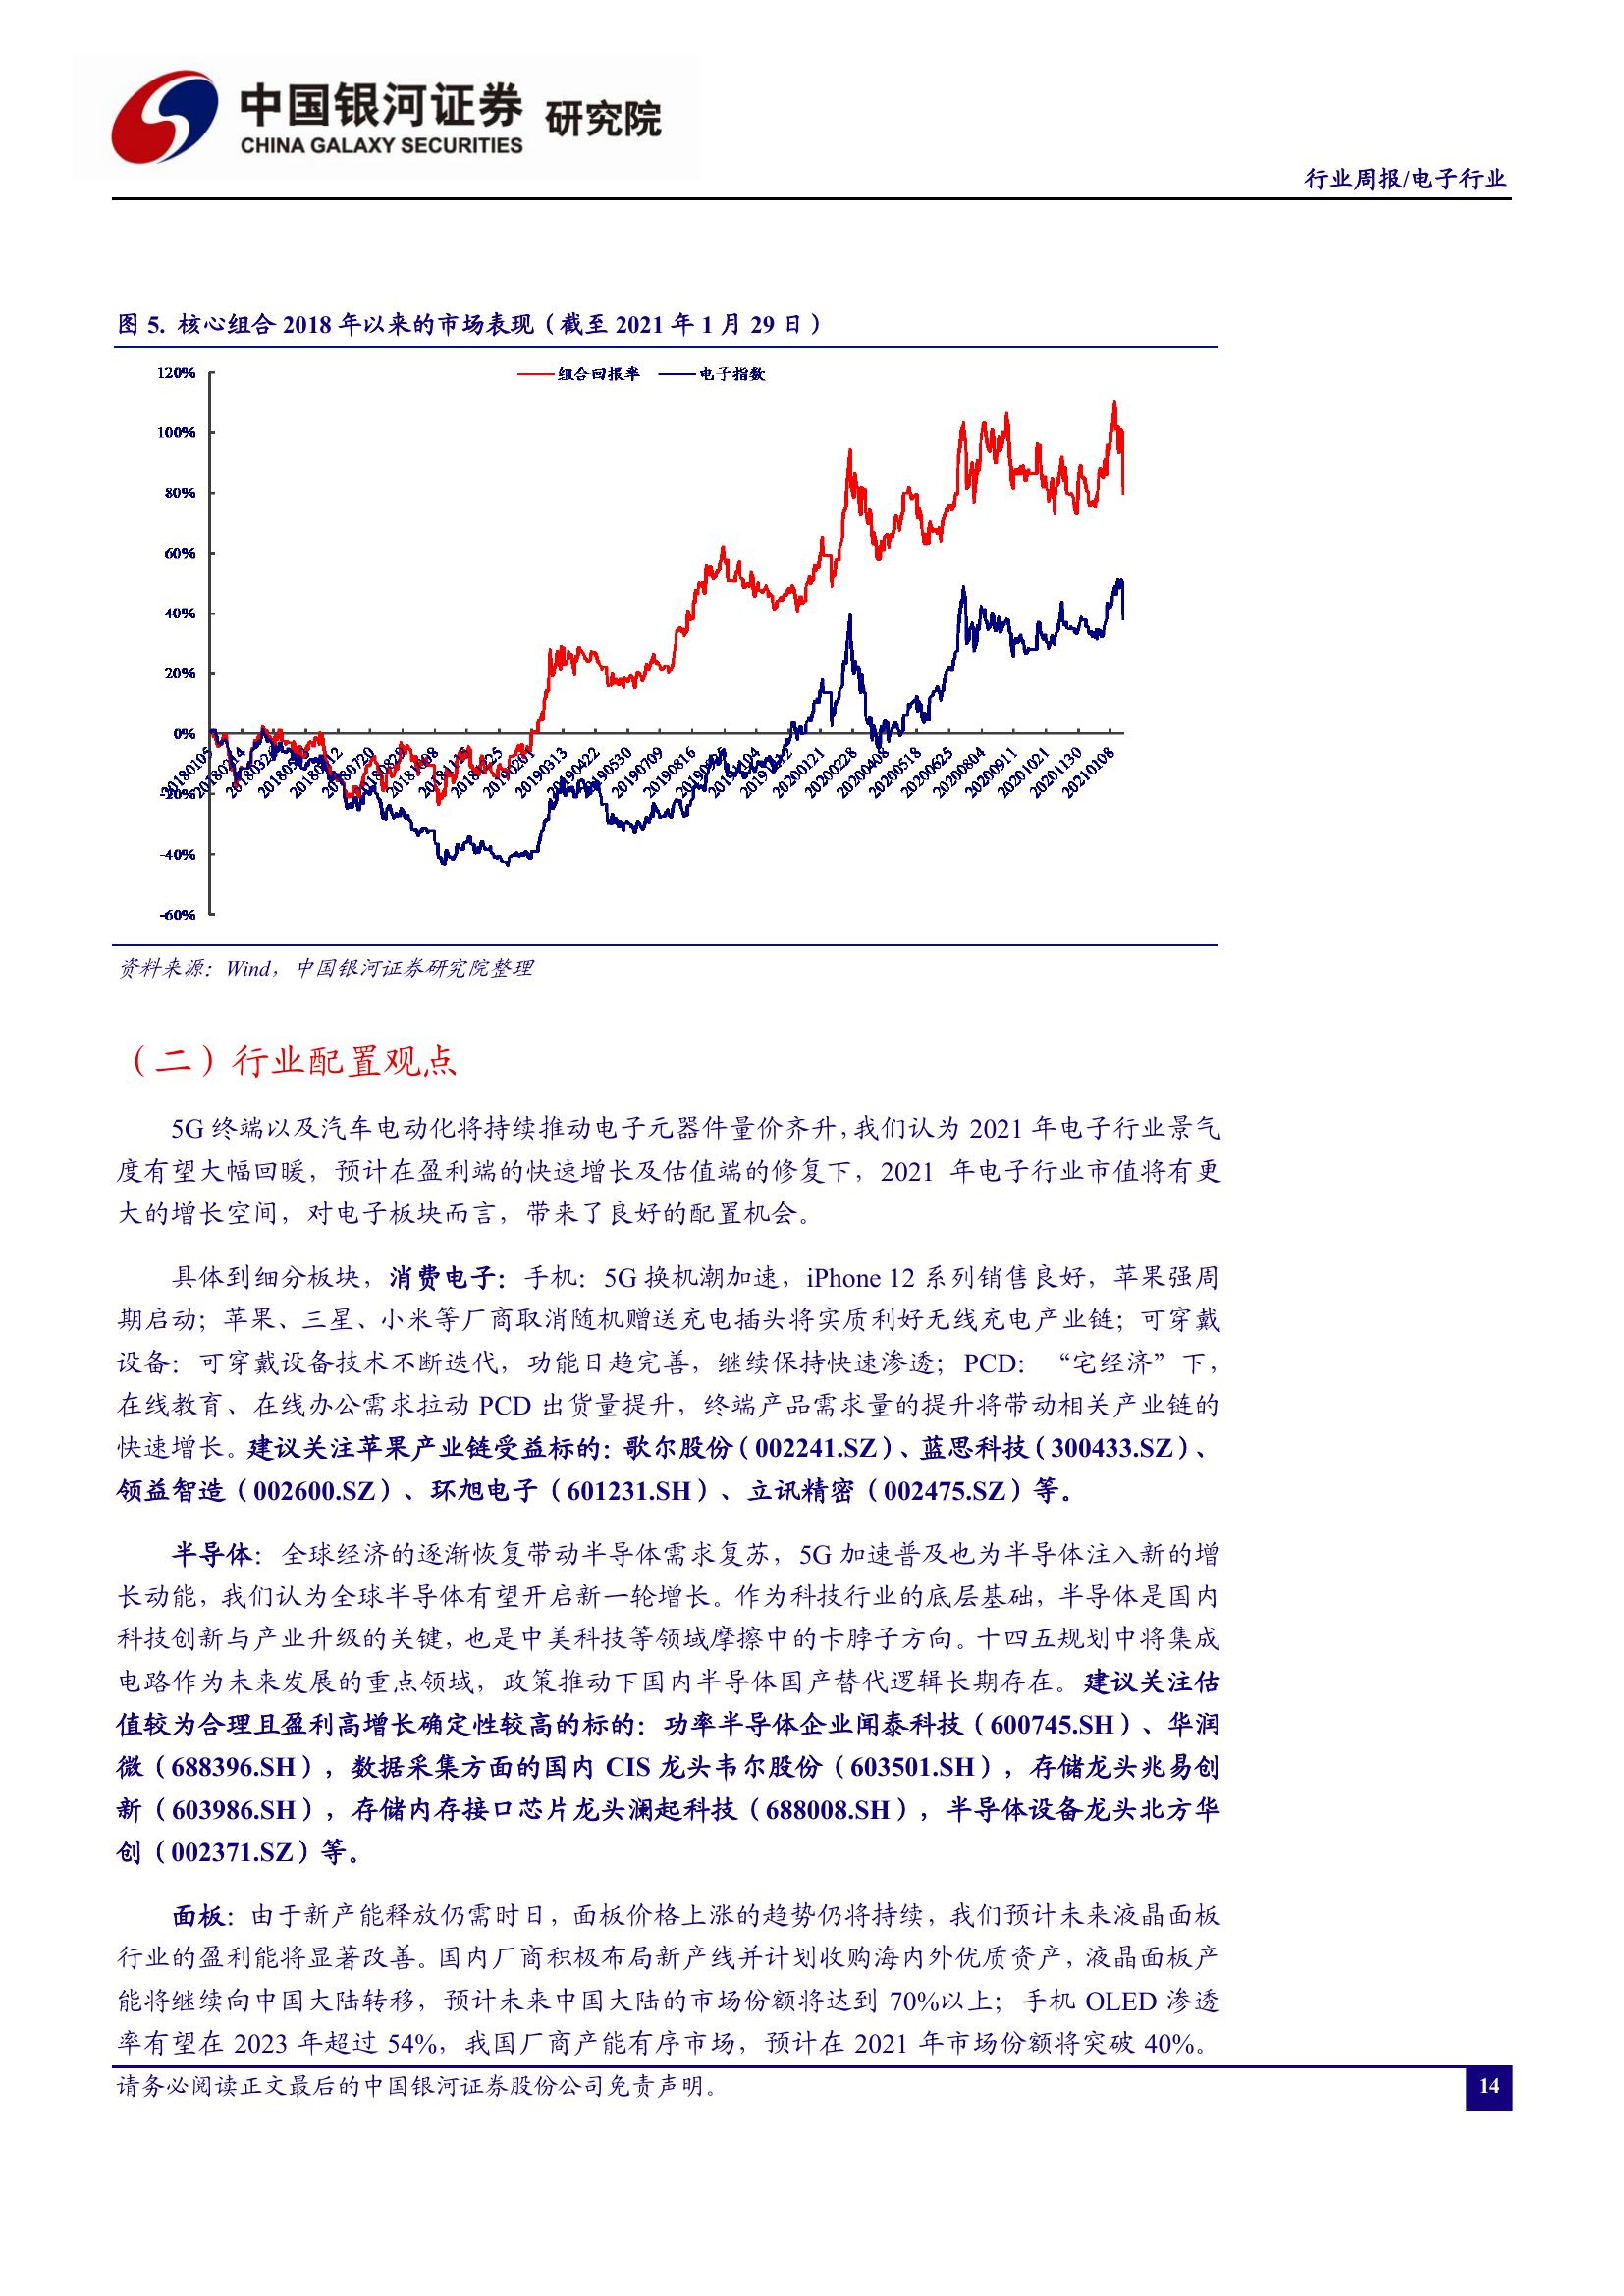 中国银河证券 研究院
CHINA GALAXY SECURITIES
行业周报/电子行业
图 5. 核心组合 2018 年以来的市场表现（截至 2021 年 1 月 29 日）
组合回报率 电子指数
120%
100%
80%
60%
40%
20%
0%
-20%
-40%
-60%
20180105 20180720 20190313 20190422 20190530 20190709 20190816 20200121 20200228 20200408 20200518 20200625 20200804 20200911 20201021 20201130 20210108
资料来源：Wind，中国银河证券研究院整理
（二）行业配置观点
5G 终端以及汽车电动化将持续推动电子元器件量价齐升，我们认为 2021 年电子行业景气
度有望大幅回暖，预计在盈利端的快速增长及估值端的修复下，2021 年电子行业市值将有更
大的增长空间，对电子板块而言，带来了良好的配置机会。
具体到细分板块，消费电子：手机：5G 换机潮加速，iPhone 12 系列销售良好，苹果强周
期启动；苹果、三星、小米等厂商取消随机赠送充电插头将实质利好无线充电产业链；可穿戴
设备：可穿戴设备技术不断迭代，功能日趋完善，继续保持快速渗透；PCD：“宅经济”下，
在线教育、在线办公需求拉动 PCD 出货量提升，终端产品需求量的提升将带动相关产业链的
快速增长。建议关注苹果产业链受益标的：歌尔股份（002241.SZ）、蓝思科技（300433.SZ）、
领益智造（002600.SZ）、环旭电子（601231.SH）、立讯精密（002475.SZ）等。
半导体：全球经济的逐渐恢复带动半导体需求复苏，5G 加速普及也为半导体注入新的增
长动能，我们认为全球半导体有望开启新一轮增长。作为科技行业的底层基础，半导体是国内
科技创新与产业升级的关键，也是中美科技等领域摩擦中的卡脖子方向。十四五规划中将集成
电路作为未来发展的重点领域，政策推动下国内半导体国产替代逻辑长期存在。建议关注估
值较为合理且盈利高增长确定性较高的标的：功率半导体企业闻泰科技（600745.SH）、华润
微（688396.SH），数据采集方面的国内 CIS 龙头韦尔股份（603501.SH），存储龙头兆易创
新（603986.SH），存储内存接口芯片龙头澜起科技（688008.SH），半导体设备龙头北方华
创（002371.SZ）等。
面板：由于新产能释放仍需时日，面板价格上涨的趋势仍将持续，我们预计未来液晶面板
行业的盈利能将显著改善。国内厂商积极布局新产线并计划收购海内外优质资产，液晶面板产
能将继续向中国大陆转移，预计未来中国大陆的市场份额将达到 70%以上；手机 OLED 渗透
率有望在 2023 年超过 54%，我国厂商产能有序市场，预计在 2021 年市场份额将突破 40%。
请务必阅读正文最后的中国银河证券股份公司免责声明。
14